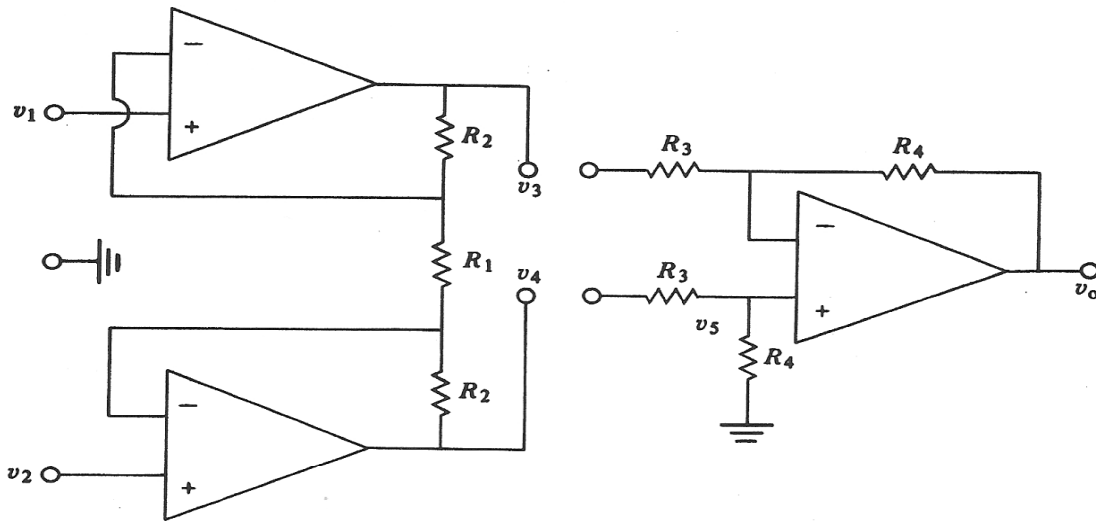 v₁
R₂
v₃
R₁
v₄
R₂
v₂
R₃
R₄
R₃
v₅
R₄
vₒ